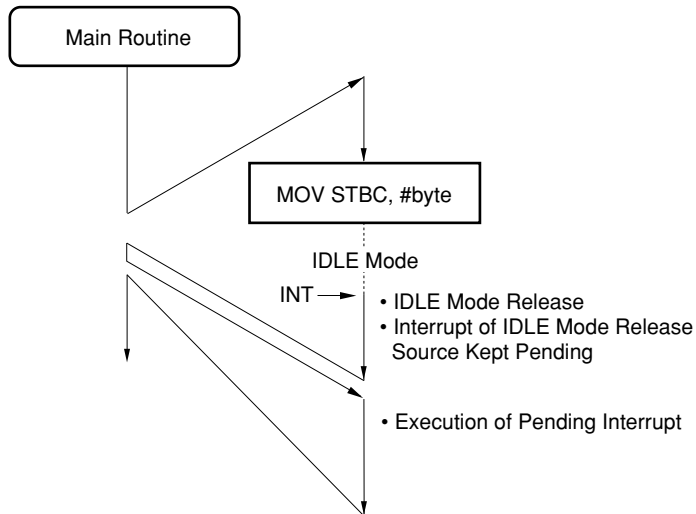 Main Routine
MOV STBC, #byte
IDLE Mode
INT
• IDLE Mode Release
• Interrupt of IDLE Mode Release
Source Kept Pending
• Execution of Pending Interrupt